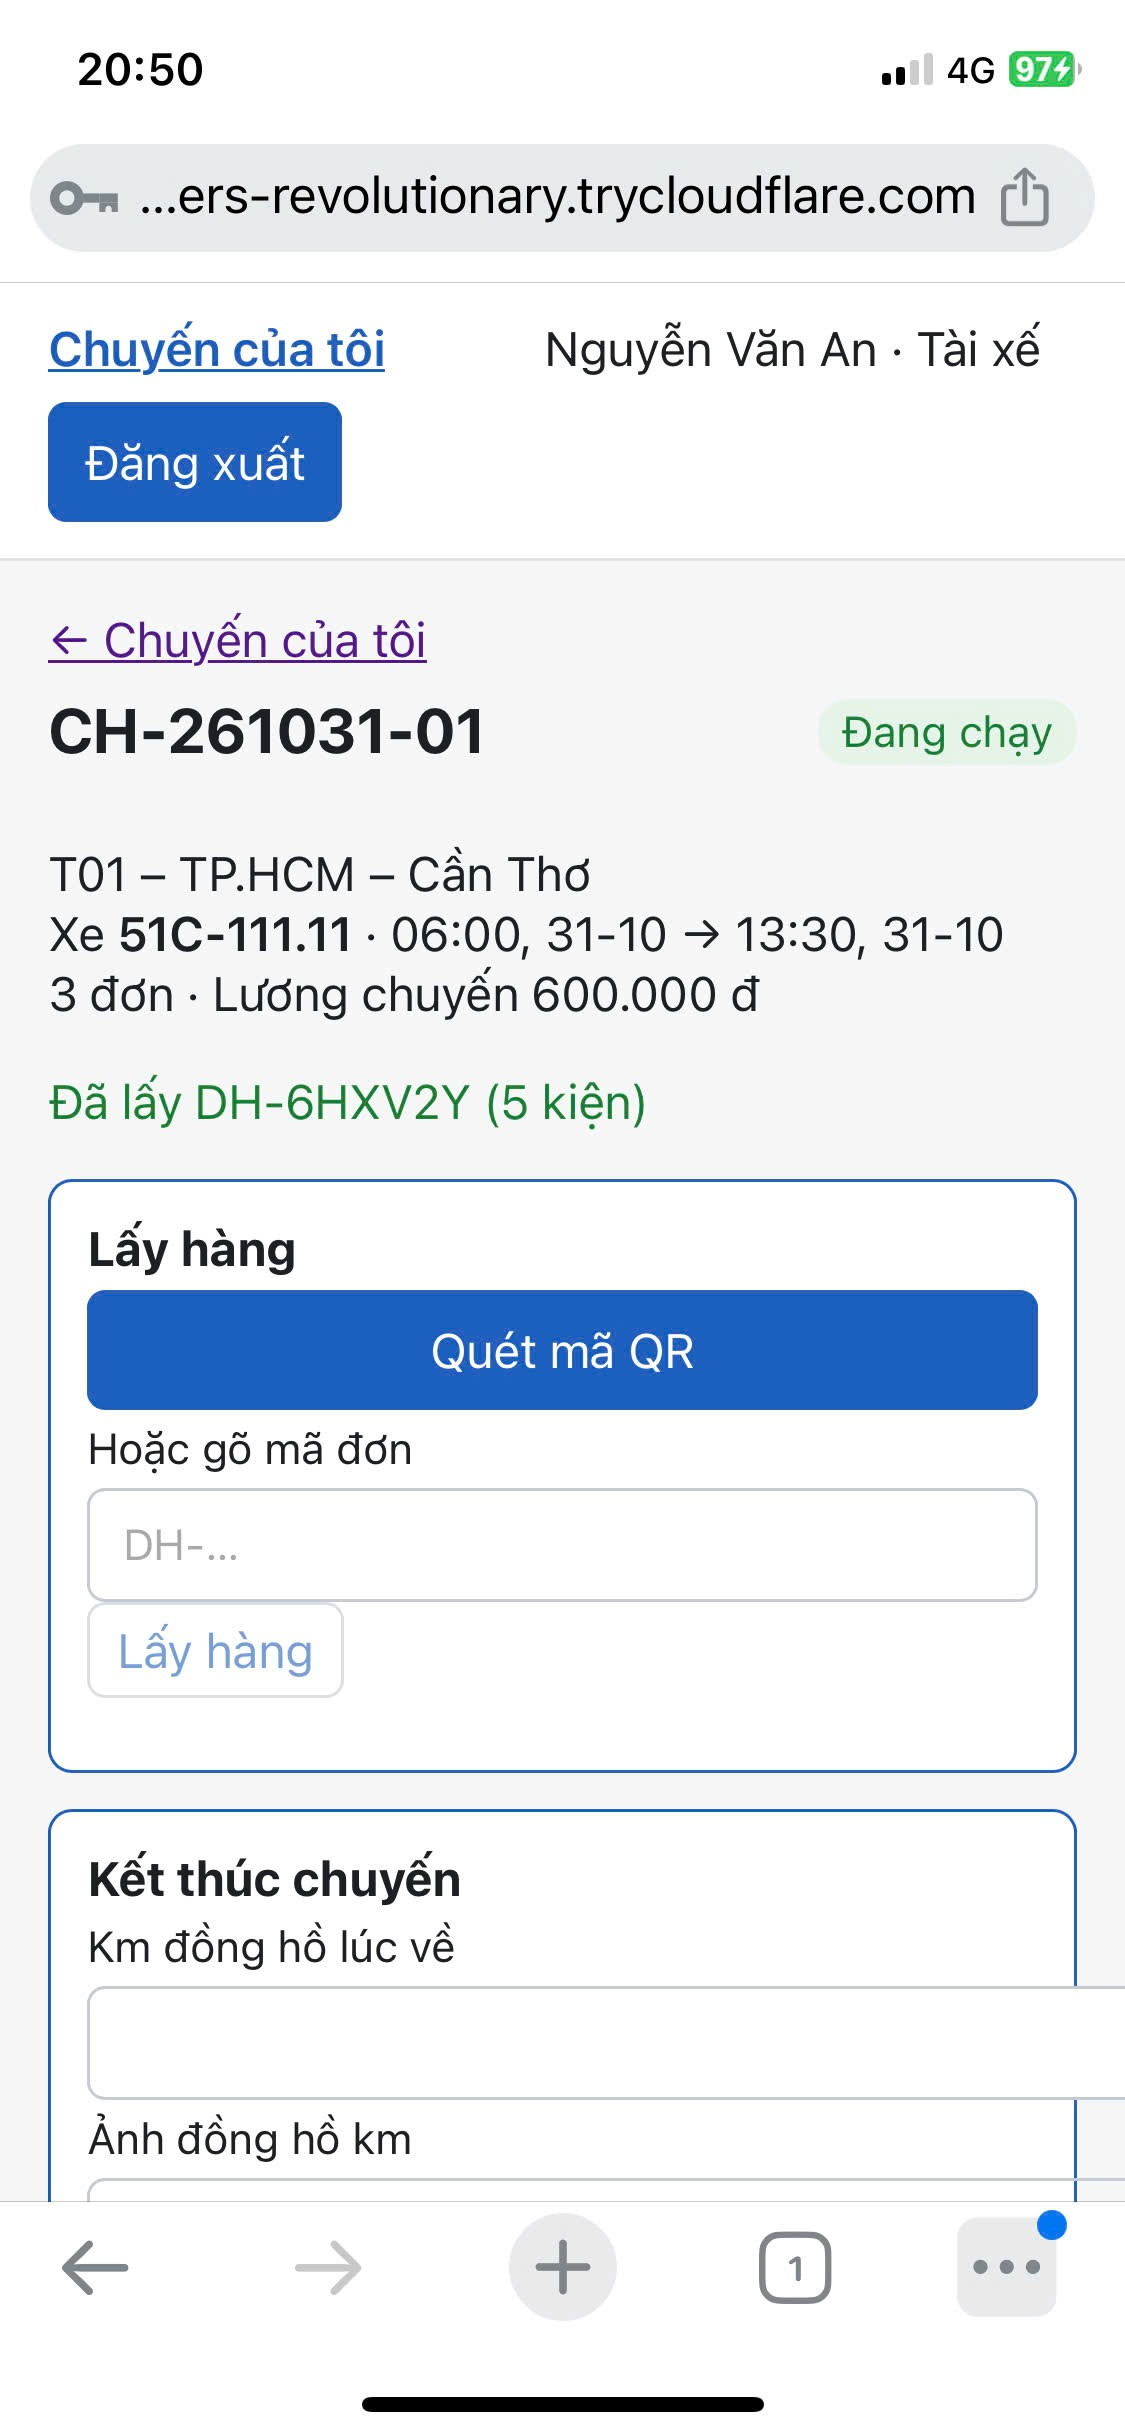 20:50
4G 97
...ers-revolutionary.trycloudflare.com
Chuyến của tôi
Nguyễn Văn An · Tài xế
Đăng xuất
← Chuyến của tôi
CH-261031-01
Đang chạy
T01 – TP.HCM – Cần Thơ
Xe 51C-111.11 · 06:00, 31-10 → 13:30, 31-10
3 đơn · Lương chuyến 600.000 đ
Đã lấy DH-6HXV2Y (5 kiện)
Lấy hàng
Quét mã QR
Hoặc gõ mã đơn
DH-...
Lấy hàng
Kết thúc chuyến
Km đồng hồ lúc về
Ảnh đồng hồ km
1